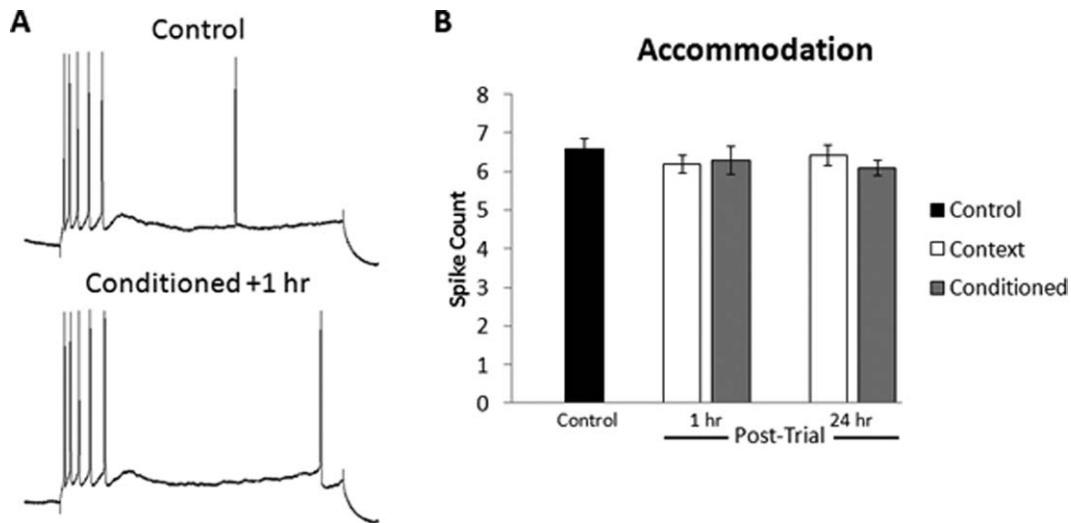 A
Control
Conditioned +1 hr
B
Accommodation
Spike Count
8
7
6
5
4
3
2
1
0
Control
1 hr
24 hr
Post-Trial
Control
Context
Conditioned